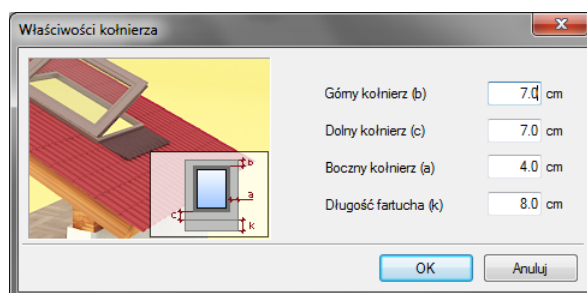 Właściwości kołnierza
Górny kołnierz (b) 7.0 cm
Dolny kołnierz (c) 7.0 cm
Boczny kołnierz (a) 4.0 cm
Długość fartucha (k) 8.0 cm
b
a
c
k
OK Anuluj